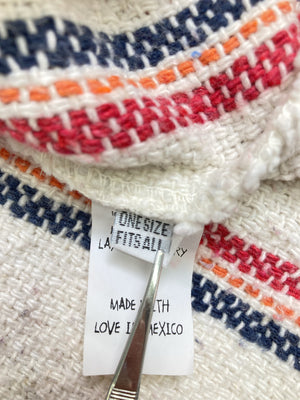 ONE SIZE
FITS ALL
MADE WITH
LOVE IN MEXICO